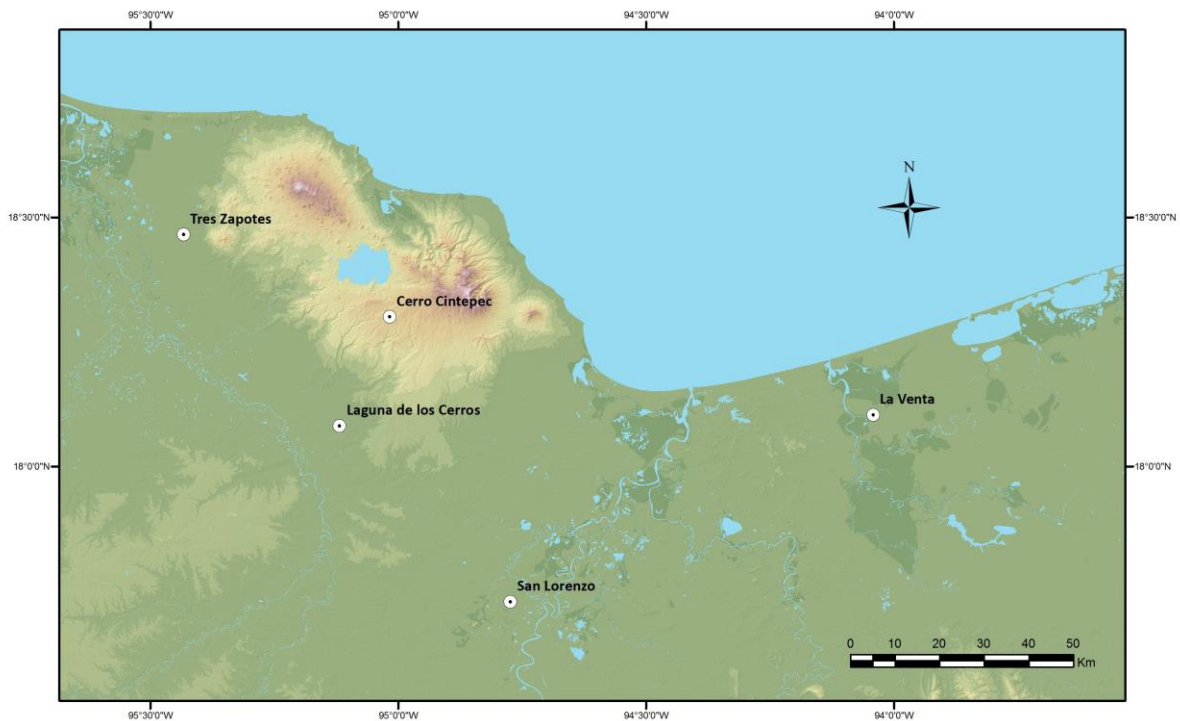 95°30'0"W 95°0'0"W 94°30'0"W 94°0'0"W
N
18°30'0"N 18°30'0"N
Tres Zapotes
Cerro Cintepec
Laguna de los Cerros
La Venta
18°0'0"N 18°0'0"N
San Lorenzo
0 10 20 30 40 50
Km
95°30'0"W 95°0'0"W 94°30'0"W 94°0'0"W